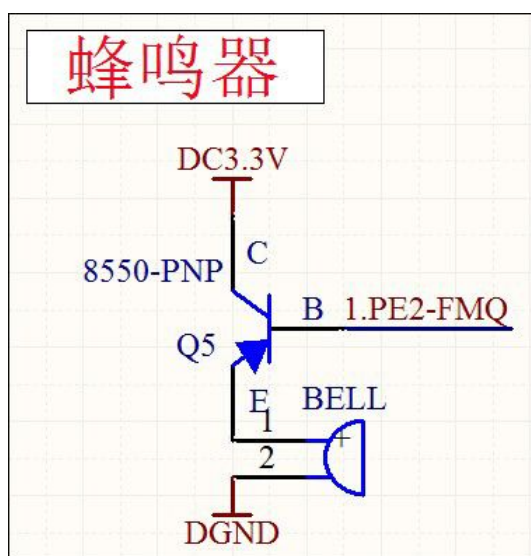 蜂鸣器
DC3.3V
C
8550-PNP
B 1.PE2-FMQ
Q5
E BELL
1
+
2
DGND